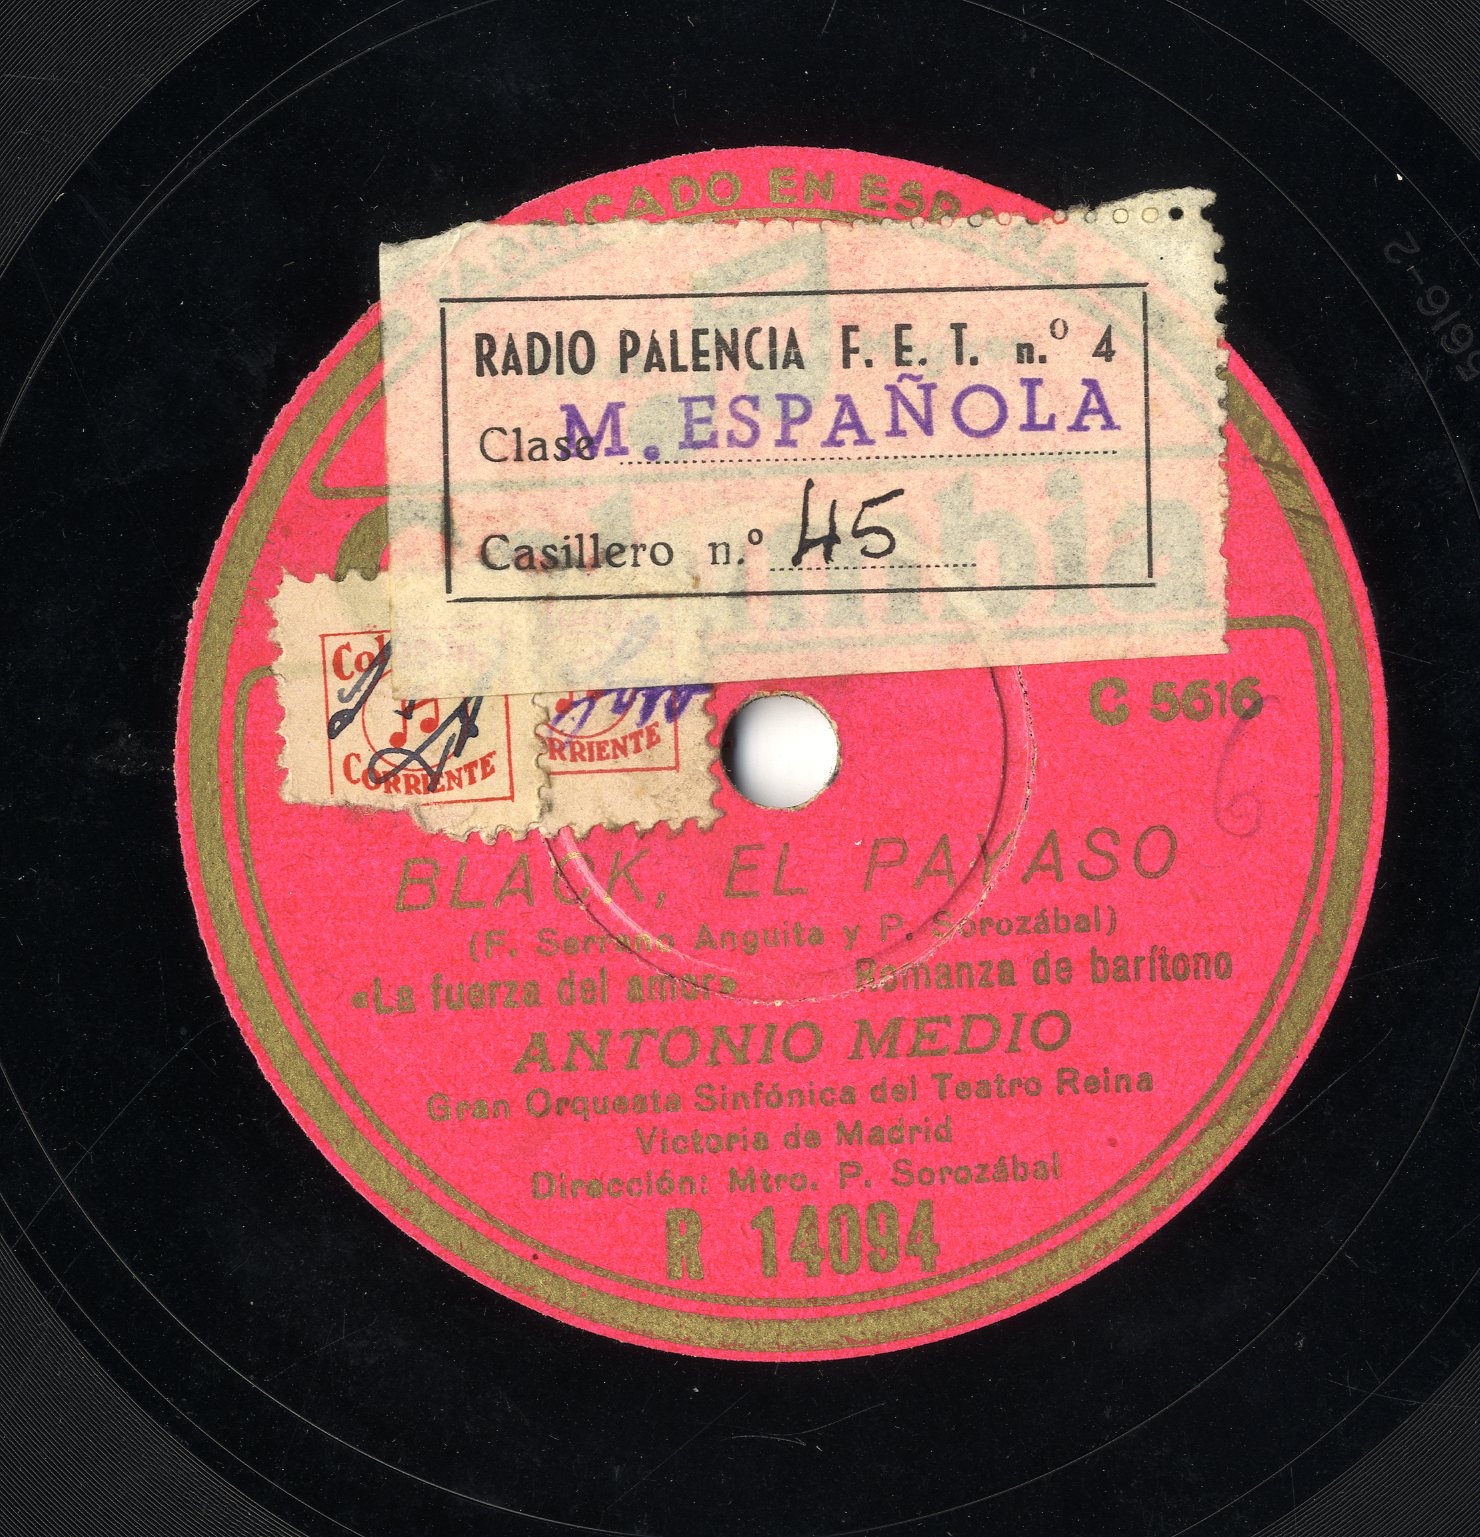 FABRICADO EN ESPAÑA
RADIO PALENCIA F. E. T. n.º 4
Clase M. ESPAÑOLA
Columbia
Casillero n.º 45
CORRIENTE
RRIENTE
C 5616
BLACK, EL PAYASO
(F. Serrano Anguita y P. Sorozábal)
«La fuerza del amor» Romanza de barítono
ANTONIO MEDIO
Gran Orquesta Sinfónica del Teatro Reina
Victoria de Madrid
Dirección: Mtro. P. Sorozábal
R 14094